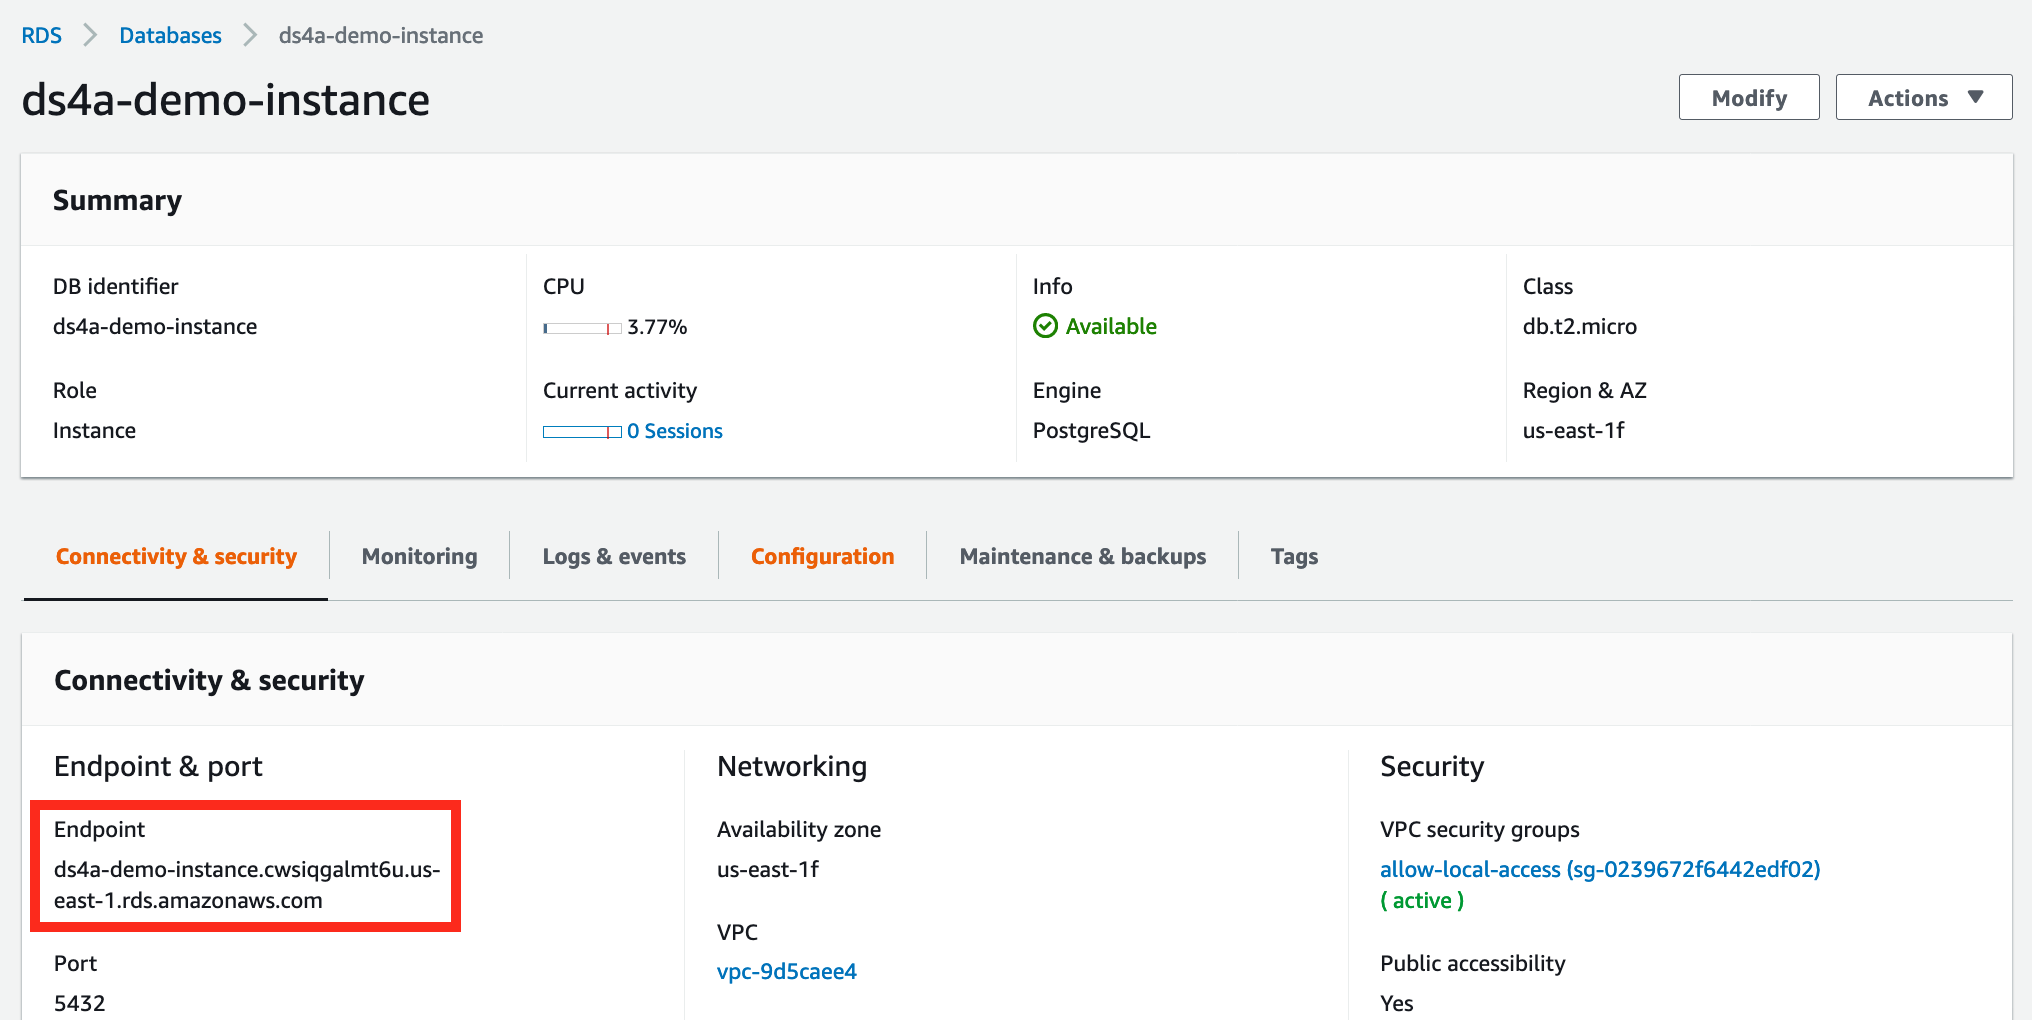 RDS Databases ds4a-demo-instance
ds4a-demo-instance
Modify
Actions
Summary
DB identifier
ds4a-demo-instance
CPU
3.77%
Info
Available
Class
db.t2.micro
Role
Instance
Current activity
0 Sessions
Engine
PostgreSQL
Region & AZ
us-east-1f
Connectivity & security
Monitoring
Logs & events
Configuration
Maintenance & backups
Tags
Connectivity & security
Endpoint & port
Endpoint
ds4a-demo-instance.cwsiqgalmt6u.us-
east-1.rds.amazonaws.com
Port
5432
Networking
Availability zone
us-east-1f
VPC
vpc-9d5caee4
Security
VPC security groups
allow-local-access (sg-0239672f6442edf02)
( active )
Public accessibility
Yes